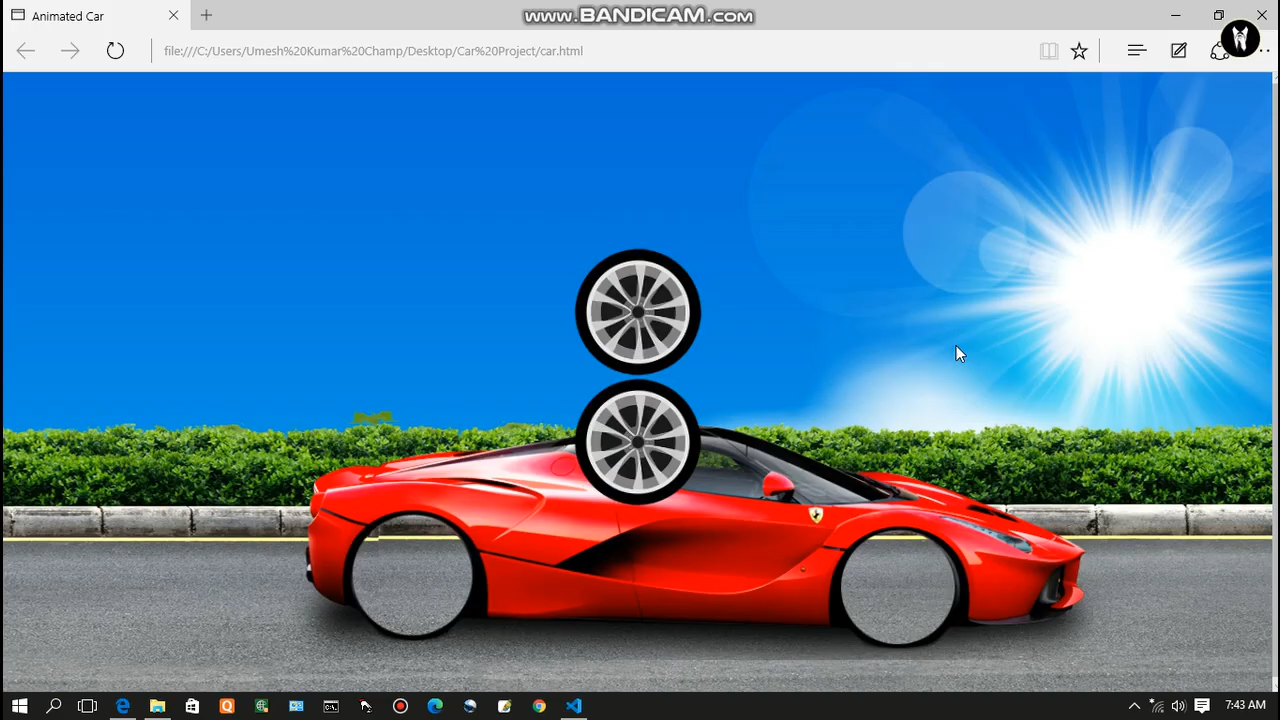 Animated Car
www.BANDICAM.com
file:///C:/Users/Umesh%20Kumar%20Champ/Desktop/Car%20Project/car.html
7:43 AM